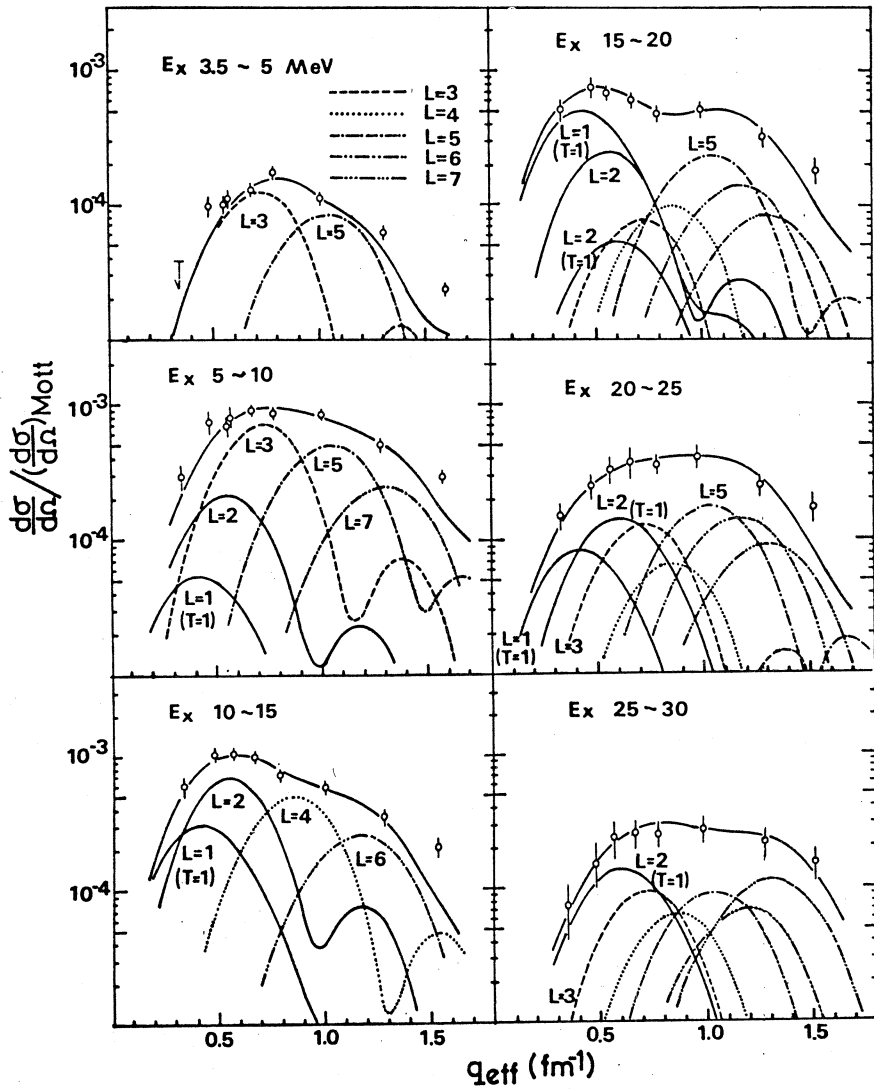 Ex 3.5 ~ 5 MeV
L=3
L=4
L=5
L=6
L=7
10⁻³
10⁻⁴
L=3
L=5
Ex 15~20
L=1
(T=1)
L=2
L=2
(T=1)
L=5
Ex 5~10
10⁻³
10⁻⁴
L=3
L=5
L=2
L=7
L=1
(T=1)
Ex 20~25
L=2 (T=1)
L=5
L=1
(T=1)
L=3
Ex 10~15
10⁻³
10⁻⁴
L=2
L=4
L=1
(T=1)
L=6
0.5
1.0
1.5
Ex 25~30
L=2
(T=1)
L=3
0.5
1.0
1.5
dσ/dΩ/(dσ/dΩ)Mott
qeff (fm⁻¹)